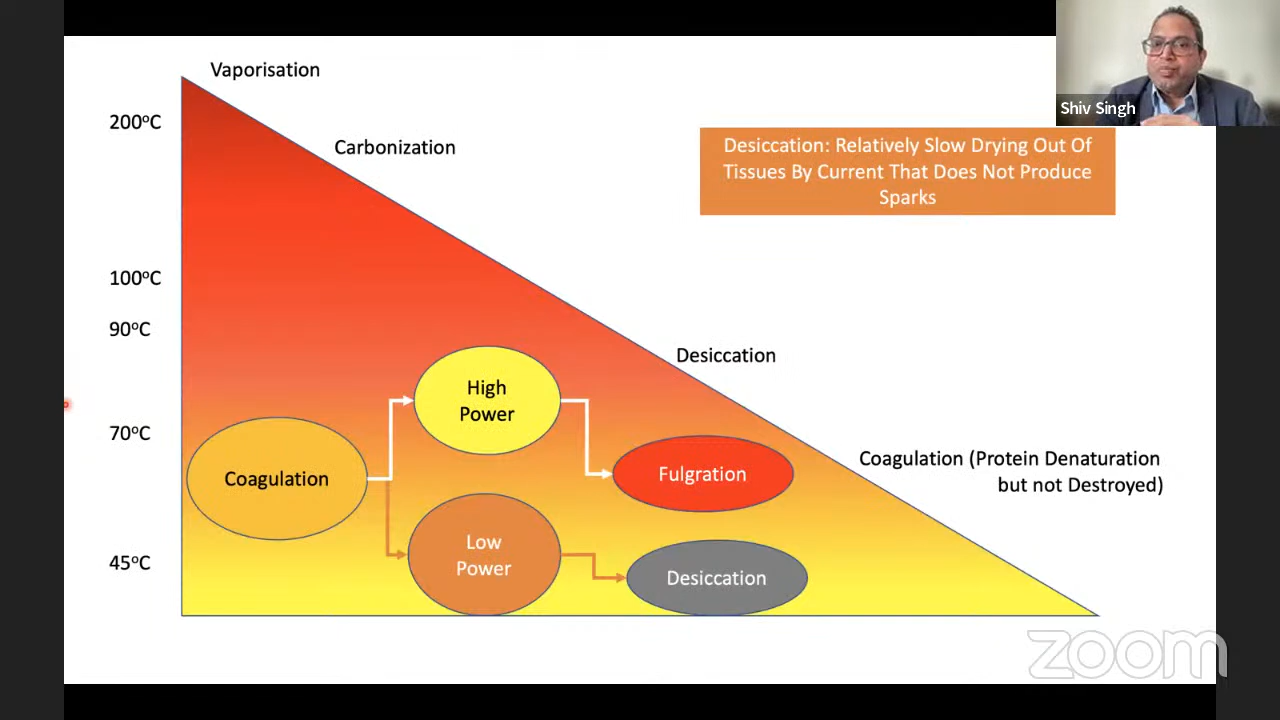 Vaporisation
Shiv Singh
200°C
Carbonization
Desiccation: Relatively Slow Drying Out Of
Tissues By Current That Does Not Produce
Sparks
100°C
90°C
Desiccation
High
Power
70°C
Coagulation
Fulgration
Coagulation (Protein Denaturation
but not Destroyed)
Low
Power
45°C
Desiccation
zoom